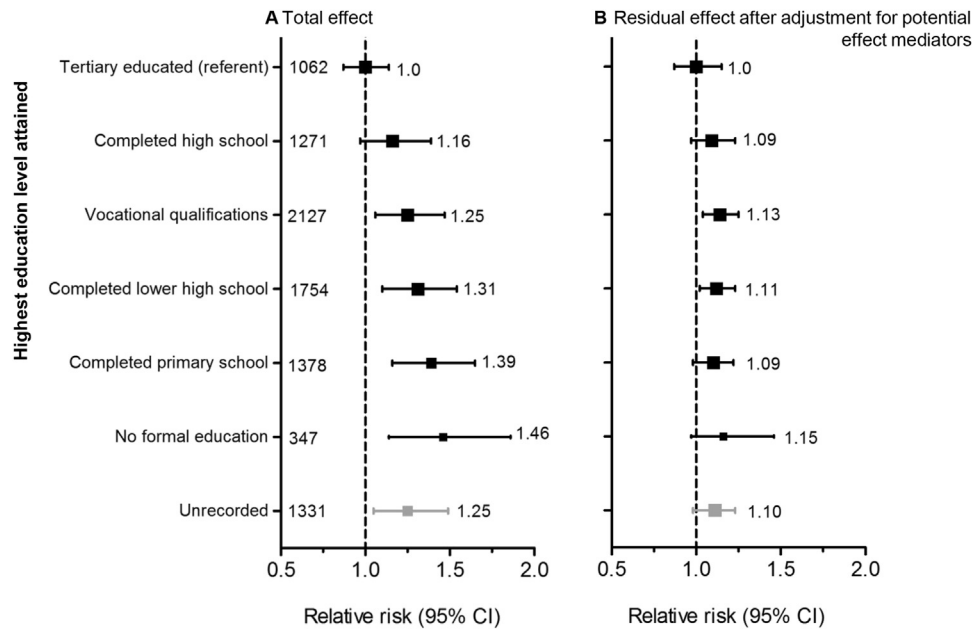 A Total effect
B Residual effect after adjustment for potential
effect mediators
Highest education level attained
Tertiary educated (referent) 1062 1.0 1.0
Completed high school 1271 1.16 1.09
Vocational qualifications 2127 1.25 1.13
Completed lower high school 1754 1.31 1.11
Completed primary school 1378 1.39 1.09
No formal education 347 1.46 1.15
Unrecorded 1331 1.25 1.10
0.5 1.0 1.5 2.0 0.5 1.0 1.5 2.0
Relative risk (95% CI) Relative risk (95% CI)